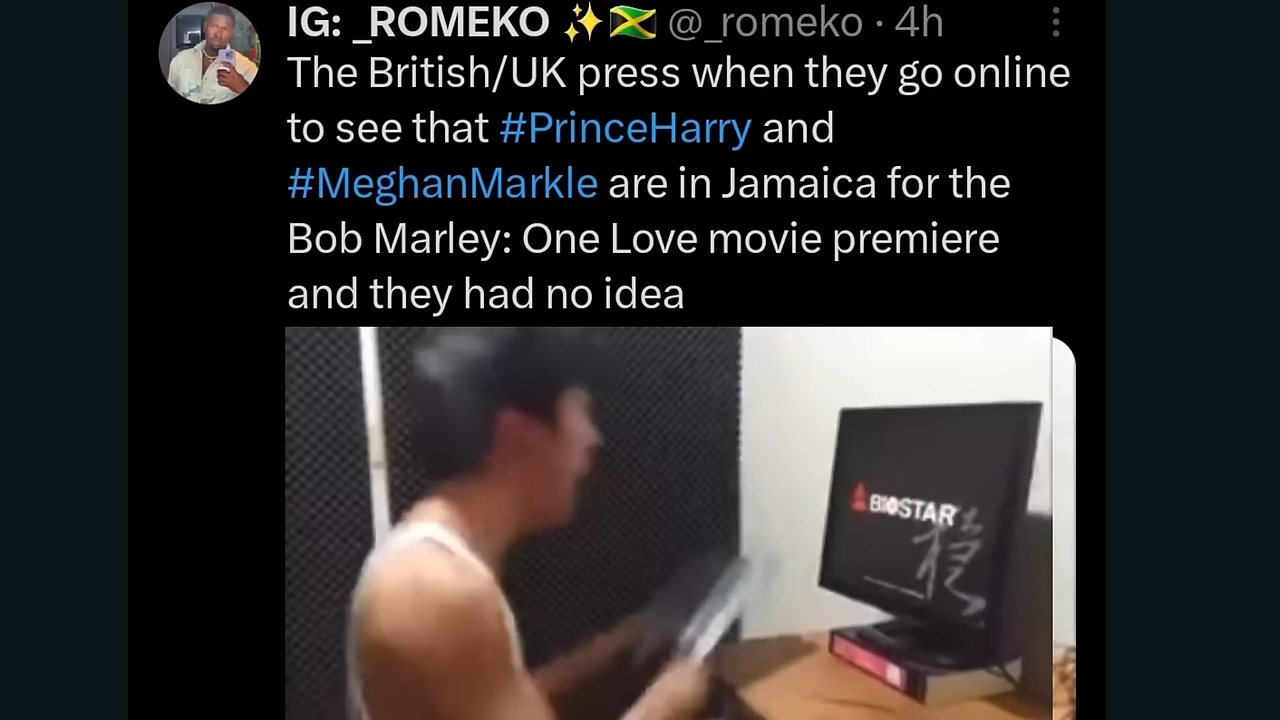 IG: _ROMEKO ✨🇯🇲 @_romeko · 4h
The British/UK press when they go online
to see that #PrinceHarry and
#MeghanMarkle are in Jamaica for the
Bob Marley: One Love movie premiere
and they had no idea
BIOSTAR
稳